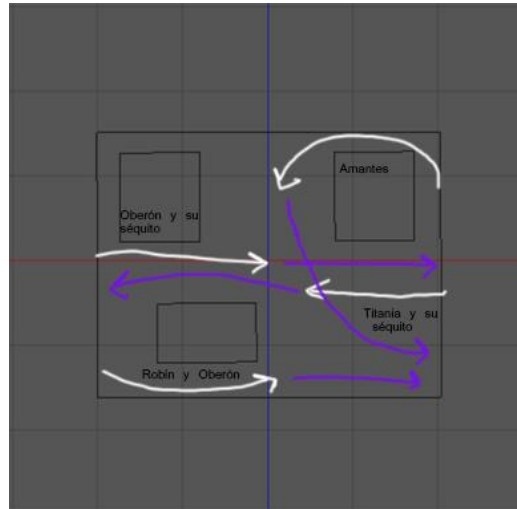 Amantes
Oberón y su
séquito
Titania y su
séquito
Robin y Oberón